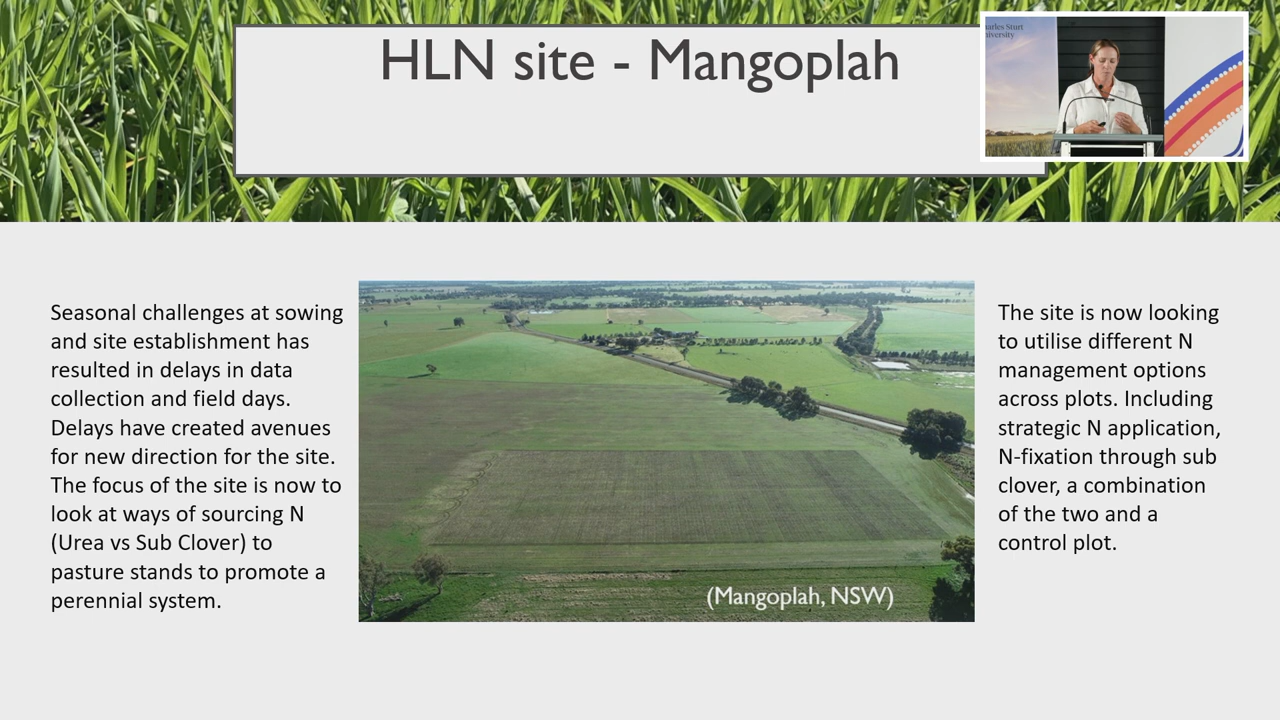 HLN site - Mangoplah
Charles Sturt
University
Seasonal challenges at sowing
and site establishment has
resulted in delays in data
collection and field days.
Delays have created avenues
for new direction for the site.
The focus of the site is now to
look at ways of sourcing N
(Urea vs Sub Clover) to
pasture stands to promote a
perennial system.
(Mangoplah, NSW)
The site is now looking
to utilise different N
management options
across plots. Including
strategic N application,
N-fixation through sub
clover, a combination
of the two and a
control plot.